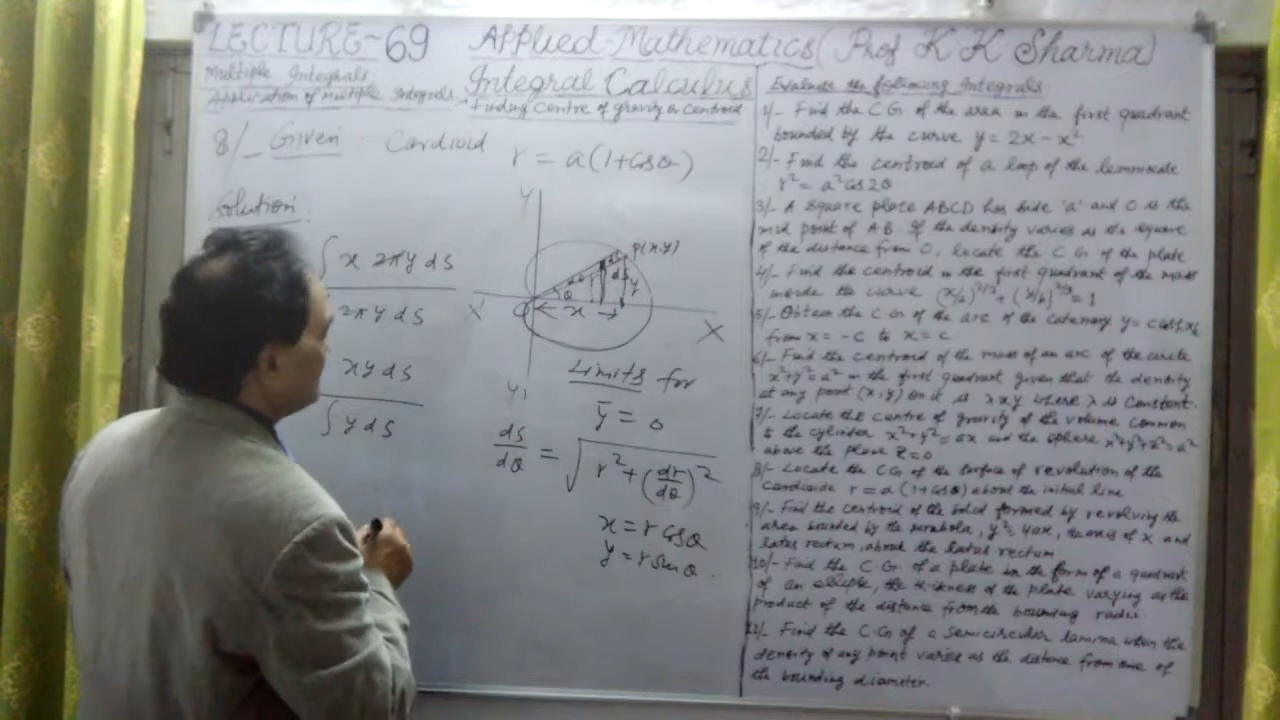 LECTURE-69 Applied-Mathematics (Prof K K Sharma)
Multiple Integrals
Application of multiple Integrals
Integral Calculus
Finding centre of gravity or centroid
8/_ Given Cardioid r = a(1+cosθ)
Solution:
∫ x 2πy ds
2πy ds
xy ds
∫ y ds
Y
P(x,y)
ds
y
θ
O
x
X
X
Y1
Limits for
ȳ = 0
ds/dθ = √(r² + (dr/dθ)²)
x = r cosθ
y = r sinθ.
Evaluate the following Integrals
1/- Find the C G of the area in the first quadrant
bounded by the curve y = 2x - x²
2/- Find the centroid of a loop of the lemniscate
r² = a² cos2θ
3/- A square plate ABCD has side 'a' and O is the
mid point of AB. If the density varies as the square
of the distance from O, locate the C G of the plate
4/- Find the centroid in the first quadrant of the mass
inside the curve (x/a)^2/3 + (y/b)^2/3 = 1
5/- Obtain the C G of the arc of the catenary y = c cosh x/c
from x = -c to x = c
6/- Find the centroid of the mass of an arc of the circle
x²+y² = a² in the first quadrant given that the density
at any point (x,y) on it is λxy where λ is constant.
7/- Locate the centre of gravity of the volume common
to the cylinder x²+y² = ax and the sphere x²+y²+z² = a²
above the plane z=0
8/- Locate the CG of the surface of revolution of the
cardioide r = a (1+cosθ) about the initial line
9/- Find the centroid of the solid formed by revolving the
area bounded by the parabola, y² = 4ax, axis of x and
latus rectum, about the latus rectum
10/- Find the C.G. of a plate in the form of a quadrant
of an ellipse, the thickness of the plate varying as the
product of the distance from the bounding radii.
11/- Find the C.G of a semicircular lamina when the
density of any point varies as the distance from one of
the bounding diameter.